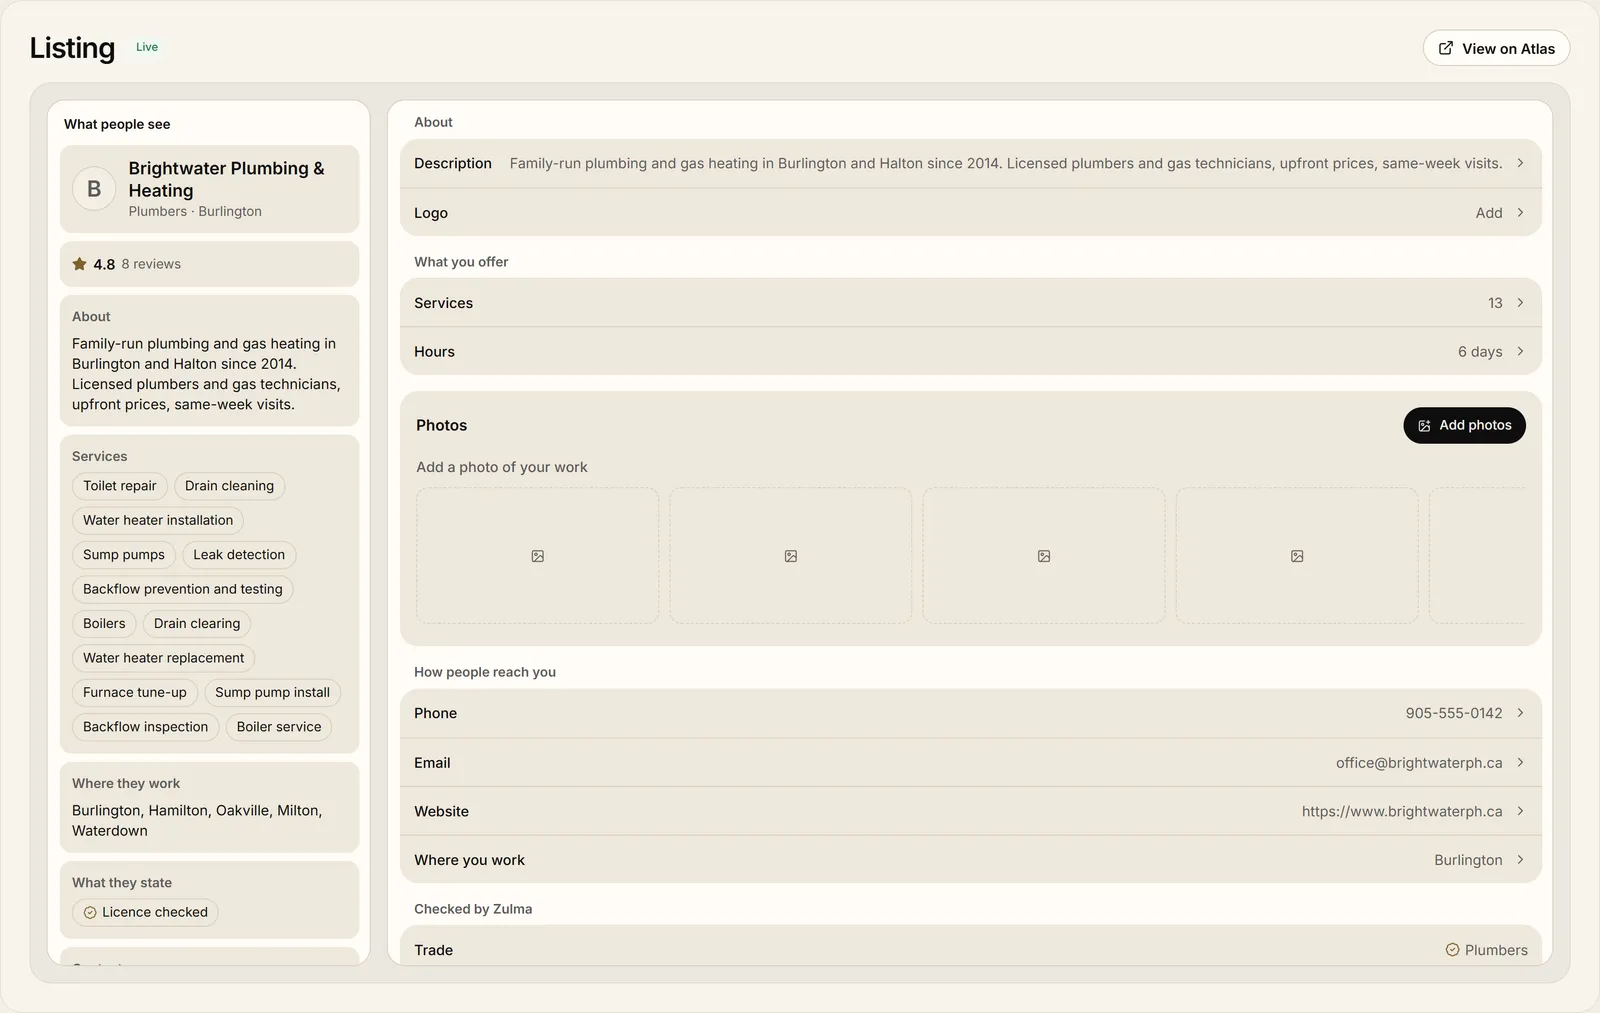 Listing
Live
View on Atlas
What people see
B
Brightwater Plumbing &
Heating
Plumbers · Burlington
4.8 8 reviews
About
Family-run plumbing and gas heating in
Burlington and Halton since 2014.
Licensed plumbers and gas technicians,
upfront prices, same-week visits.
Services
Toilet repair
Drain cleaning
Water heater installation
Sump pumps
Leak detection
Backflow prevention and testing
Boilers
Drain clearing
Water heater replacement
Furnace tune-up
Sump pump install
Backflow inspection
Boiler service
Where they work
Burlington, Hamilton, Oakville, Milton,
Waterdown
What they state
Licence checked
About
Description Family-run plumbing and gas heating in Burlington and Halton since 2014. Licensed plumbers and gas technicians, upfront prices, same-week visits.
Logo Add
What you offer
Services 13
Hours 6 days
Photos
Add photos
Add a photo of your work
How people reach you
Phone 905-555-0142
Email office@brightwaterph.ca
Website https://www.brightwaterph.ca
Where you work Burlington
Checked by Zulma
Trade Plumbers